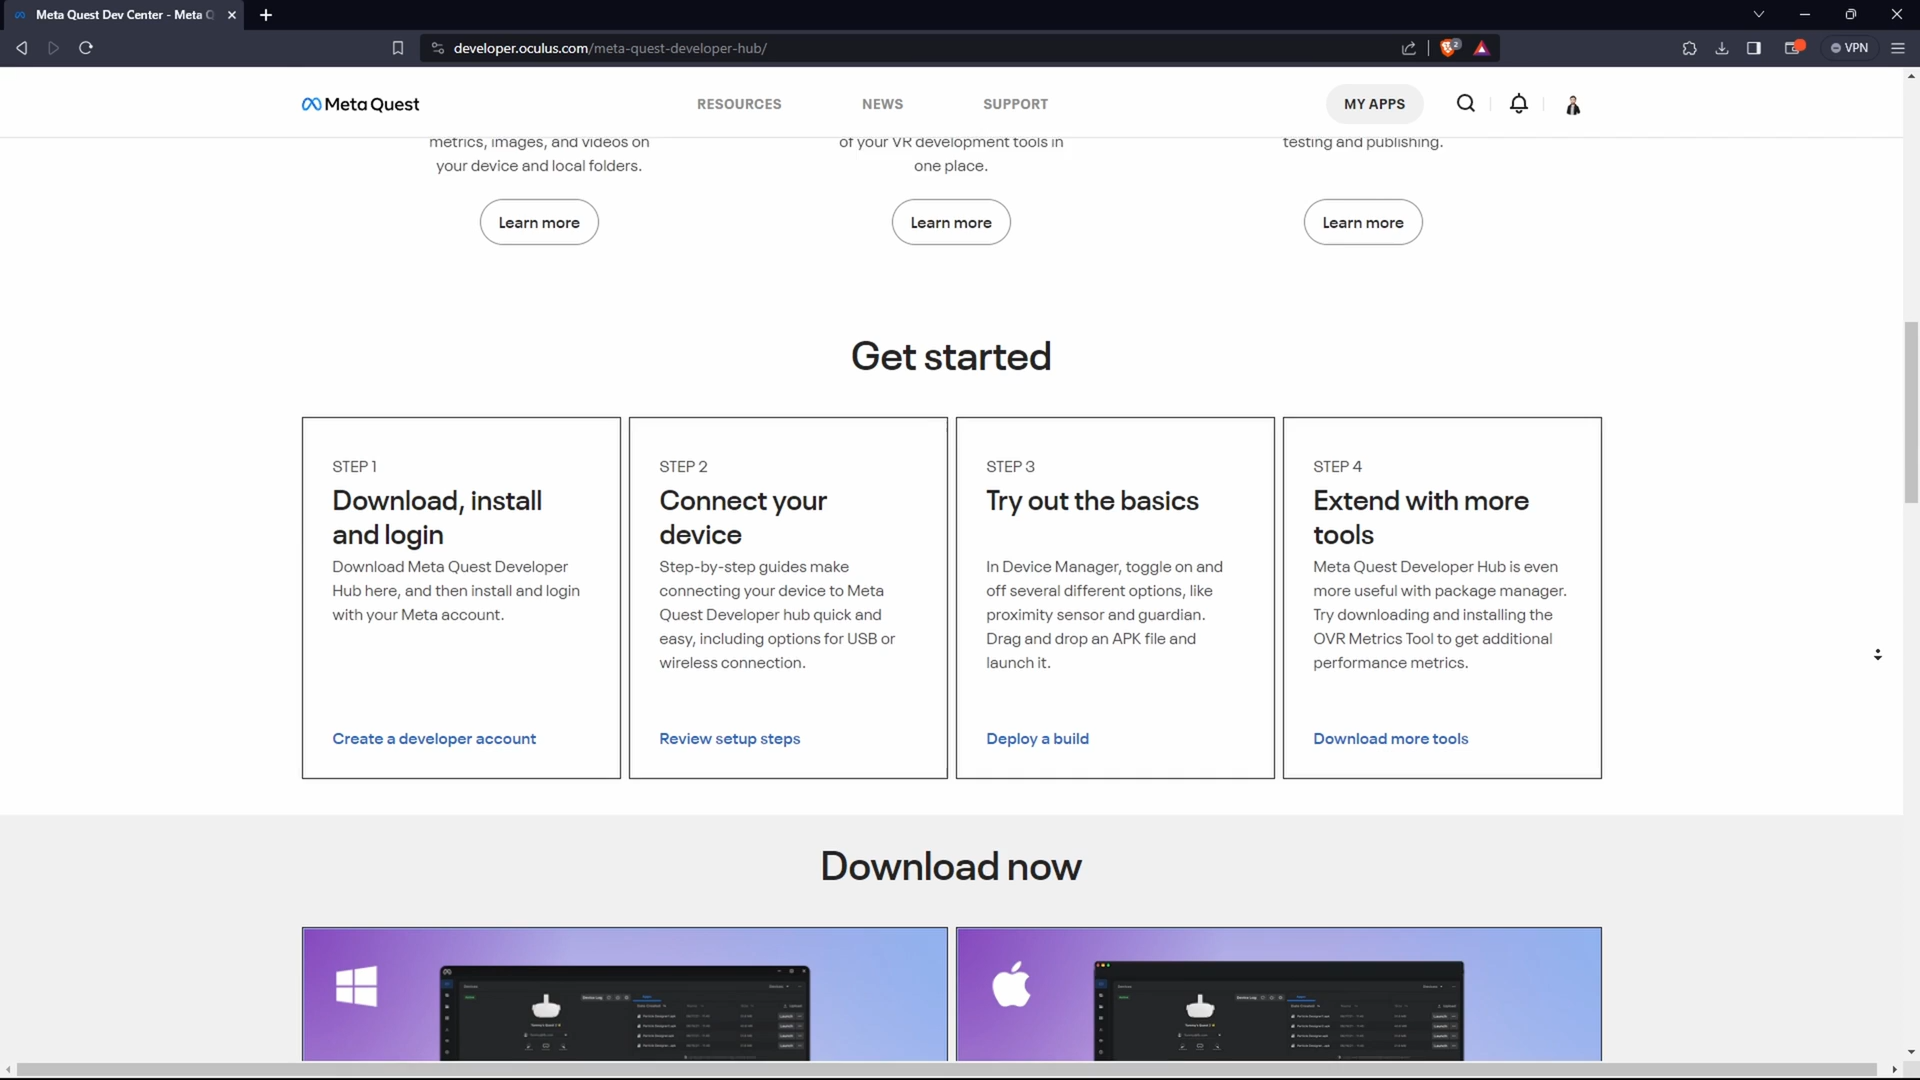 Meta Quest Dev Center - Meta Q
developer.oculus.com/meta-quest-developer-hub/
VPN
Meta Quest
RESOURCES
NEWS
SUPPORT
MY APPS
metrics, images, and videos on
your device and local folders.
of your VR development tools in
one place.
testing and publishing.
Learn more
Learn more
Learn more
Get started
STEP 1
Download, install
and login
Download Meta Quest Developer
Hub here, and then install and login
with your Meta account.
Create a developer account
STEP 2
Connect your
device
Step-by-step guides make
connecting your device to Meta
Quest Developer hub quick and
easy, including options for USB or
wireless connection.
Review setup steps
STEP 3
Try out the basics
In Device Manager, toggle on and
off several different options, like
proximity sensor and guardian.
Drag and drop an APK file and
launch it.
Deploy a build
STEP 4
Extend with more
tools
Meta Quest Developer Hub is even
more useful with package manager.
Try downloading and installing the
OVR Metrics Tool to get additional
performance metrics.
Download more tools
Download now